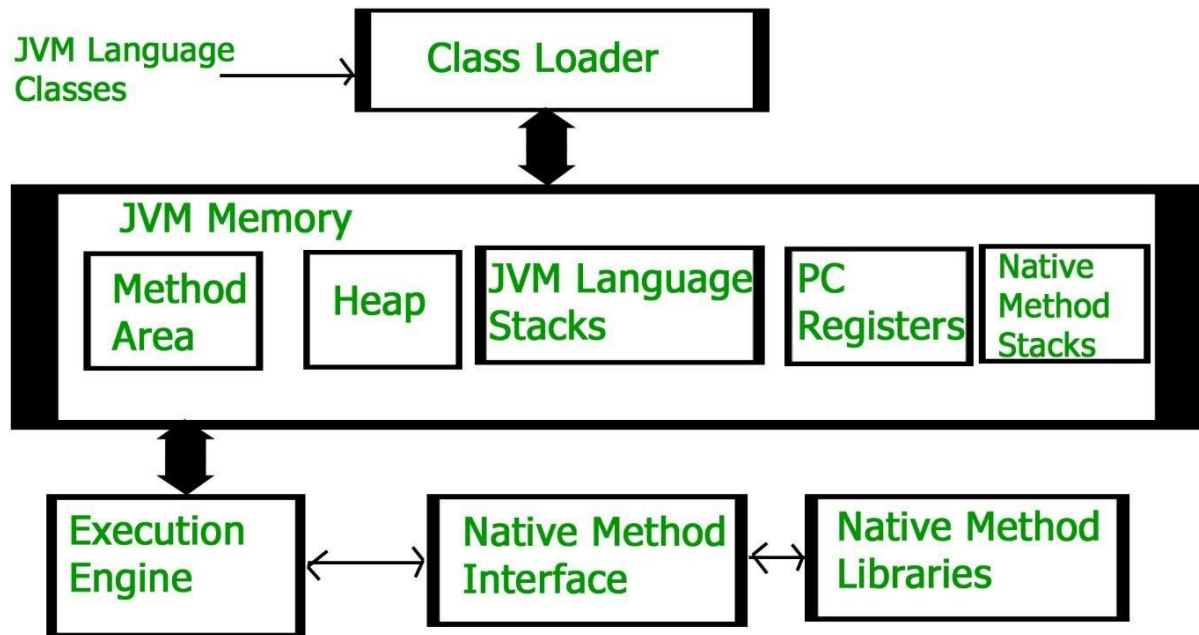 JVM Language
Classes
Class Loader
JVM Memory
Method
Area
Heap
JVM Language
Stacks
PC
Registers
Native
Method
Stacks
Execution
Engine
Native Method
Interface
Native Method
Libraries